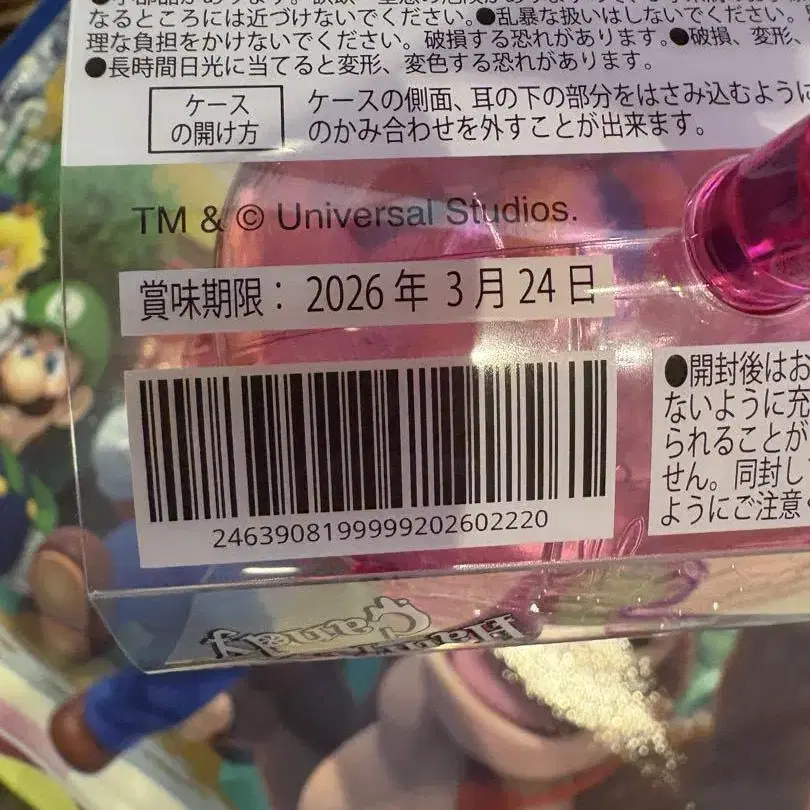 なるところには近づけないでください。●乱暴な扱いはしないでください。
理な負担をかけないでください。破損する恐れがあります。●破損、変形、
●長時間日光に当てると変形、変色する恐れがあります。
ケース
の開け方
ケースの側面、耳の下の部分をはさみ込むように
のかみ合わせを外すことが出来ます。
TM & © Universal Studios.
賞味期限： 2026 年 3 月 24 日
2463908199999202602220
●開封後はお
ないように充
られることが
せん。同封し
ようにご注意